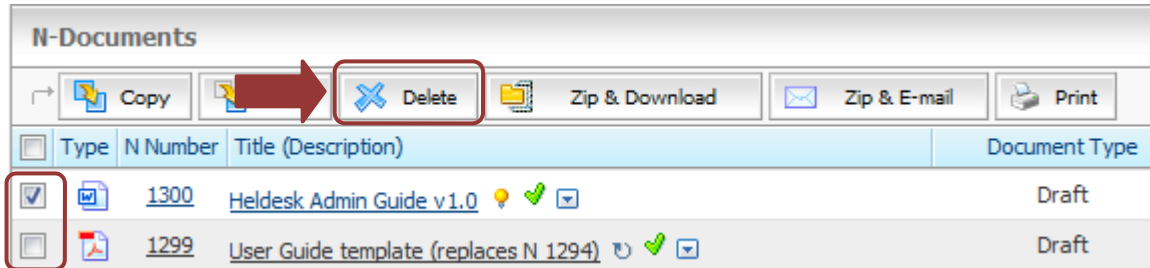 N-Documents
Copy Delete Zip & Download Zip & E-mail Print
Type N Number Title (Description) Document Type
1300 Heldesk Admin Guide v1.0 Draft
1299 User Guide template (replaces N 1294) Draft